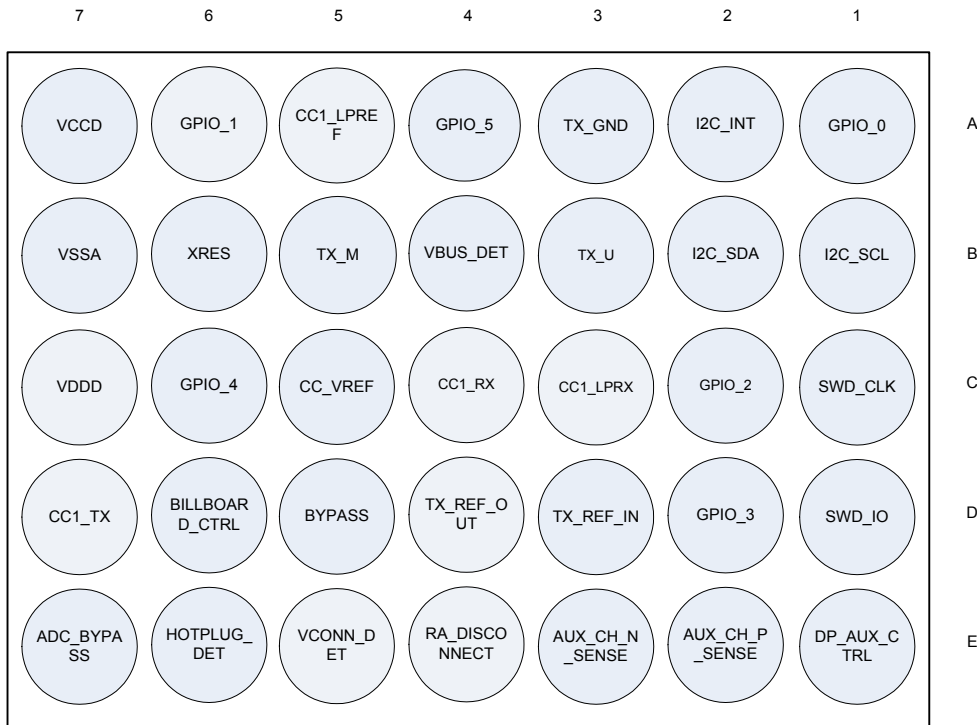 7 6 5 4 3 2 1
VCCD GPIO_1 CC1_LPRE GPIO_5 TX_GND I2C_INT GPIO_0 A
F
VSSA XRES TX_M VBUS_DET TX_U I2C_SDA I2C_SCL B
VDDD GPIO_4 CC_VREF CC1_RX CC1_LPRX GPIO_2 SWD_CLK C
CC1_TX BILLBOAR BYPASS TX_REF_O TX_REF_IN GPIO_3 SWD_IO D
D_CTRL UT
ADC_BYPA HOTPLUG_ VCONN_D RA_DISCO AUX_CH_N AUX_CH_P DP_AUX_C E
SS DET ET NNECT _SENSE _SENSE TRL